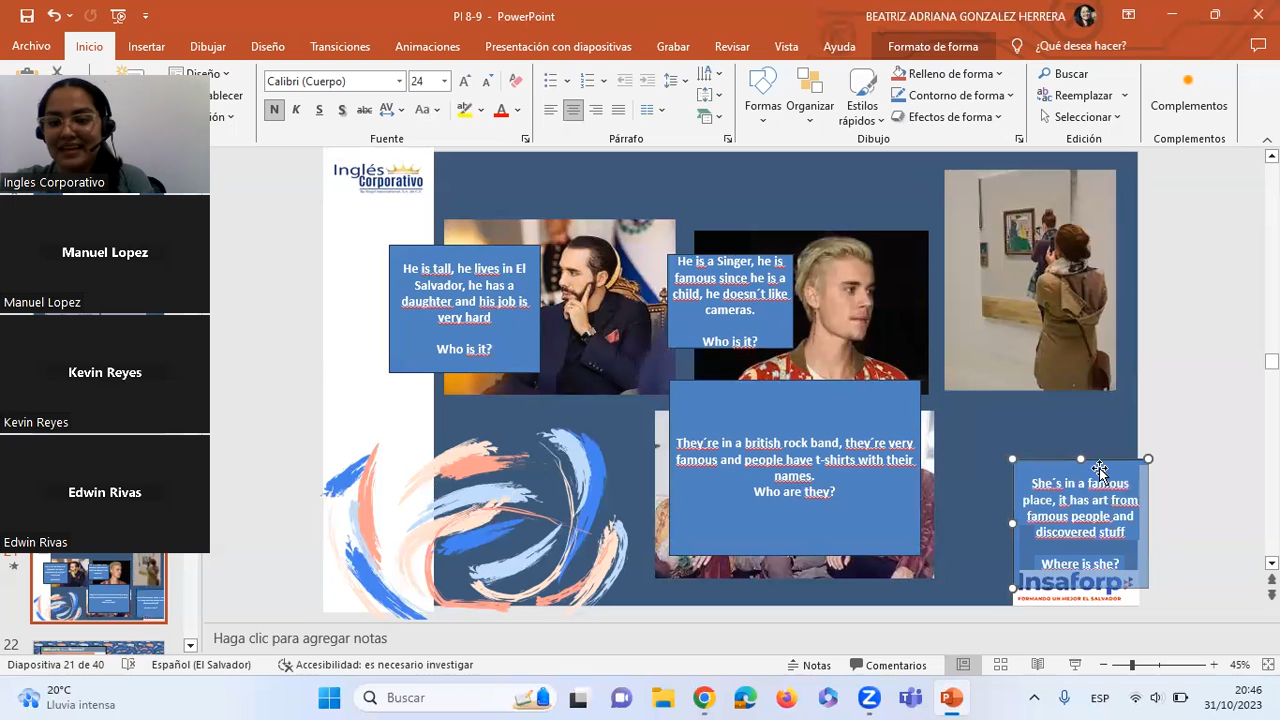 PI 8-9 - PowerPoint
BEATRIZ ADRIANA GONZALEZ HERRERA
Archivo
Inicio
Insertar
Dibujar
Diseño
Transiciones
Animaciones
Presentación con diapositivas
Grabar
Revisar
Vista
Ayuda
Formato de forma
¿Qué desea hacer?
Diseño
Calibri (Cuerpo)
24
Formas
Organizar
Estilos
rápidos
Relleno de forma
Contorno de forma
Efectos de forma
Buscar
Reemplazar
Seleccionar
Complementos
Fuente
Párrafo
Dibujo
Edición
Complementos
Ingles Corporativo
Manuel Lopez
Manuel Lopez
Kevin Reyes
Kevin Reyes
Edwin Rivas
Edwin Rivas
Inglés
Corporativo
He is tall, he lives in El
Salvador, he has a
daughter and his job is
very hard
Who is it?
He is a Singer, he is
famous since he is a
child, he doesn´t like
cameras.
Who is it?
They´re in a british rock band, they´re very
famous and people have t-shirts with their
names.
Who are they?
She´s in a famous
place, it has art from
famous people and
discovered stuff
Where is she?
Insaforp
FORMANDO UN MEJOR EL SALVADOR
22
Haga clic para agregar notas
Diapositiva 21 de 40
Español (El Salvador)
Accesibilidad: es necesario investigar
Notas
Comentarios
45%
20°C
Lluvia intensa
Buscar
ESP
20:46
31/10/2023